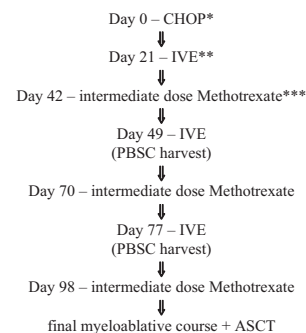 Day 0 – CHOP*
⇓
Day 21 – IVE**
⇓
Day 42 – intermediate dose Methotrexate***
⇓
Day 49 – IVE
(PBSC harvest)
⇓
Day 70 – intermediate dose Methotrexate
⇓
Day 77 – IVE
(PBSC harvest)
⇓
Day 98 – intermediate dose Methotrexate
⇓
final myeloablative course + ASCT